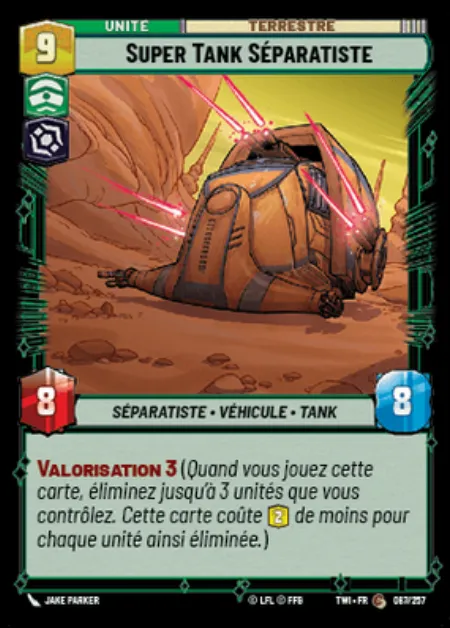 UNITÉ
TERRESTRE
9
SUPER TANK SÉPARATISTE
8
SÉPARATISTE • VÉHICULE • TANK
8
VALORISATION 3 (Quand vous jouez cette
carte, éliminez jusqu'à 3 unités que vous
contrôlez. Cette carte coûte 2 de moins pour
chaque unité ainsi éliminée.)
JAKE PARKER
© LFL © FFG
TWI • FR
C
087/257